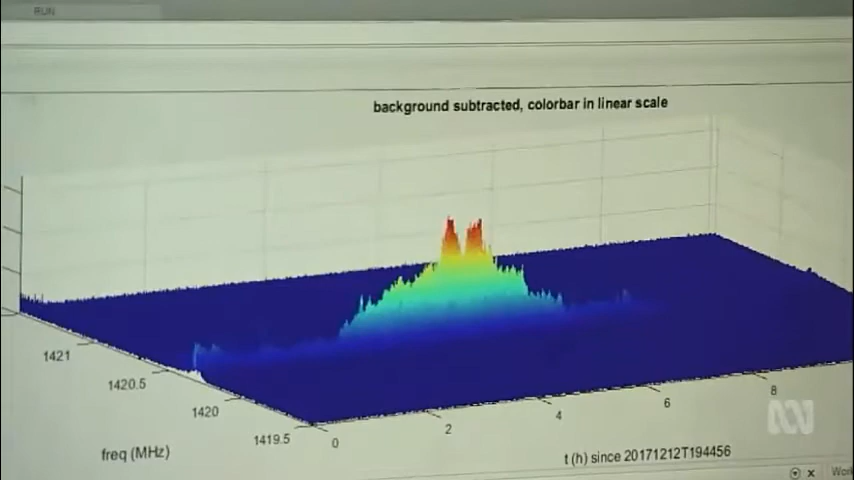 RUN
background subtracted, colorbar in linear scale
1421
1420.5
1420
1419.5
freq (MHz)
0
2
4
6
8
t (h) since 20171212T194456
Work